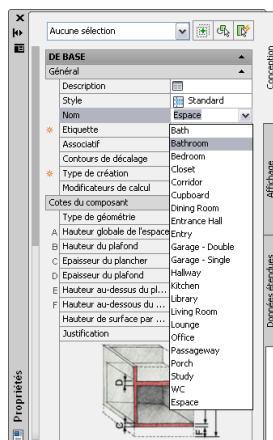 Aucune sélection
DE BASE
Général
Description
Style Standard
Nom Espace
Etiquette
Associatif
Contours de décalage
Type de création
Modificateurs de calcul
Cotes du composant
Type de géométrie
A Hauteur globale de l'espace
B Hauteur du plafond
C Epaisseur du plancher
D Epaisseur du plafond
E Hauteur au-dessus du pl...
F Hauteur au-dessous du ...
Hauteur de surface par ...
Justification
Bath
Bathroom
Bedroom
Closet
Corridor
Cupboard
Dining Room
Entrance Hall
Entry
Garage - Double
Garage - Single
Hallway
Kitchen
Library
Living Room
Lounge
Office
Passageway
Porch
Study
WC
Espace
D
C
F
Propriétés
Conception
Affichage
Données étendues